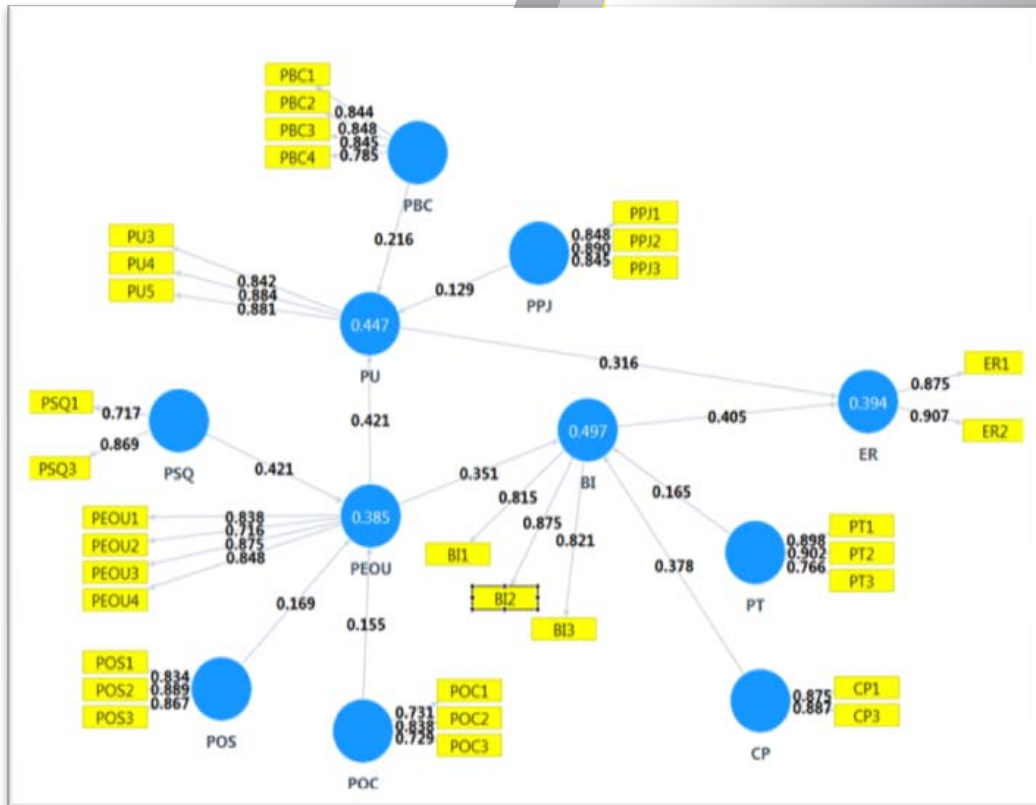 PBC1
PBC2
PBC3
PBC4
0.844
0.848
0.845
0.785
PBC
0.216
PPJ1
PPJ2
PPJ3
0.848
0.890
0.845
PPJ
0.129
PU3
PU4
PU5
0.842
0.884
0.881
0.447
PU
0.316
ER1
ER2
0.875
0.907
0.394
ER
PSQ1
PSQ3
0.717
0.869
PSQ
0.421
0.421
0.497
BI
0.405
0.351
0.815
0.875
0.821
BI1
BI2
BI3
PEOU1
PEOU2
PEOU3
PEOU4
0.838
0.716
0.875
0.848
0.385
PEOU
0.165
0.898
0.902
0.766
PT1
PT2
PT3
PT
0.378
0.169
0.155
POS1
POS2
POS3
0.834
0.889
0.867
POS
POC1
POC2
POC3
0.731
0.838
0.729
POC
0.875
0.887
CP1
CP3
CP